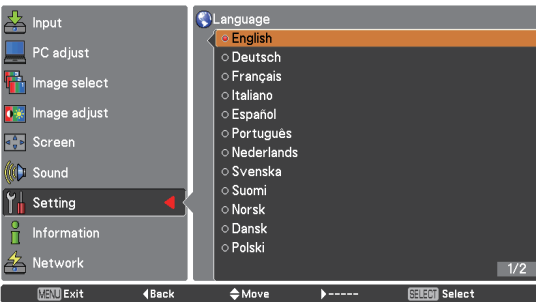 Input
PC adjust
Image select
Image adjust
Screen
Sound
Setting
Information
Network
Language
English
Deutsch
Français
Italiano
Español
Português
Nederlands
Svenska
Suomi
Norsk
Dansk
Polski
1/2
MENU Exit
Back
Move
-----
SELECT Select